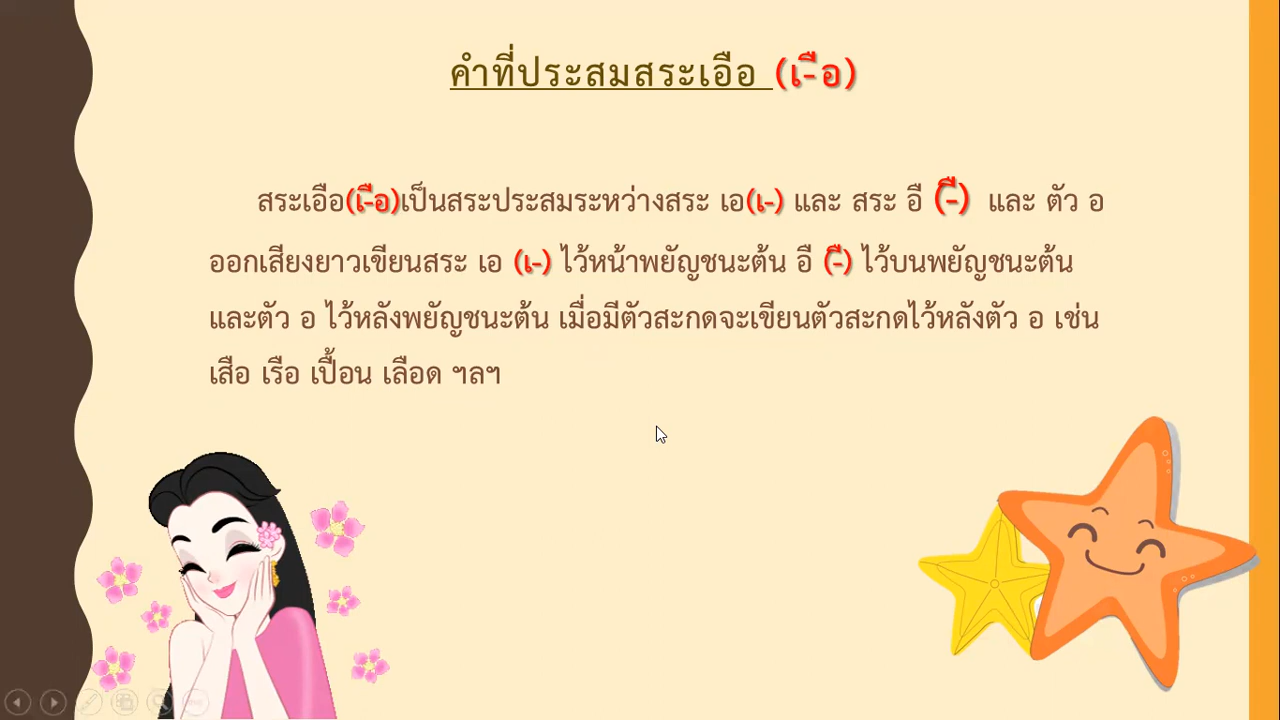 คำที่ประสมสระเอือ (เ-ือ)
สระเอือ(เ-ือ)เป็นสระประสมระหว่างสระ เอ(เ-) และ สระ อื (-ื) และ ตัว อ
ออกเสียงยาวเขียนสระ เอ (เ-) ไว้หน้าพยัญชนะต้น อื (-ื) ไว้บนพยัญชนะต้น
และตัว อ ไว้หลังพยัญชนะต้น เมื่อมีตัวสะกดจะเขียนตัวสะกดไว้หลังตัว อ เช่น
เสือ เรือ เปื้อน เลือด ฯลฯ